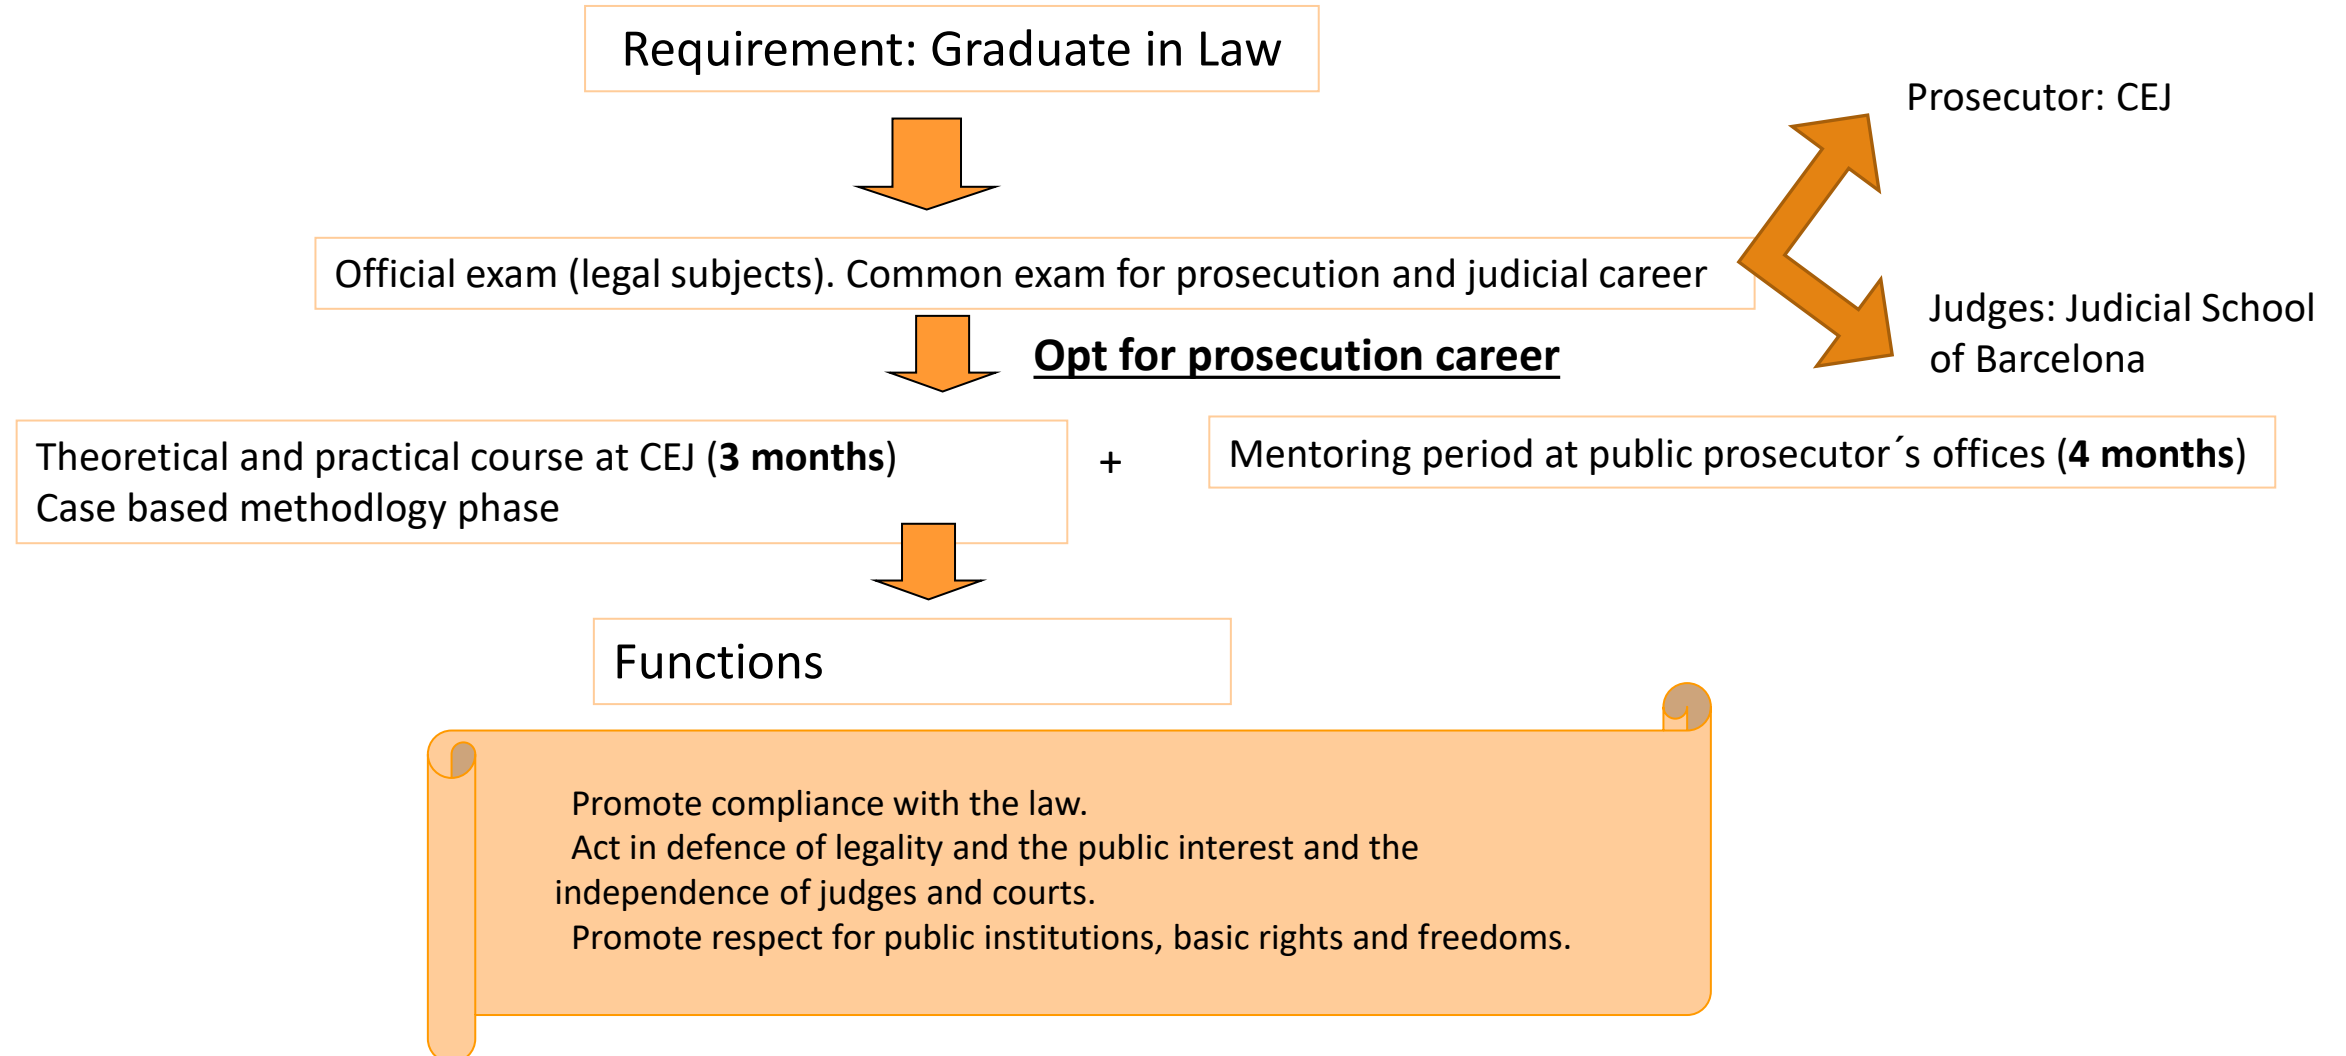 Requirement: Graduate in Law
Prosecutor: CEJ
Official exam (legal subjects). Common exam for prosecution and judicial career
Judges: Judicial School
of Barcelona
Opt for prosecution career
Theoretical and practical course at CEJ (3 months)
Case based methodlogy phase
+
Mentoring period at public prosecutor´s offices (4 months)
Functions
Promote compliance with the law.
Act in defence of legality and the public interest and the
independence of judges and courts.
Promote respect for public institutions, basic rights and freedoms.